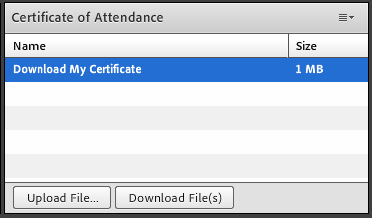 Certificate of Attendance
Name Size
Download My Certificate 1 MB
Upload File... Download File(s)